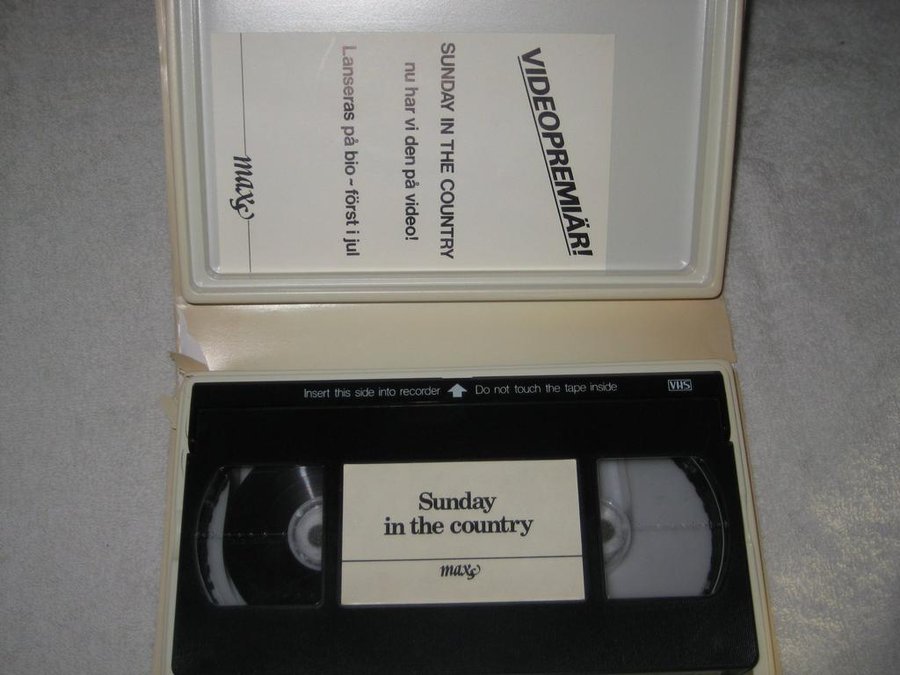 VIDEOPREMIÄR!
SUNDAY IN THE COUNTRY
nu har vi den på video!
Lanseras på bio - först i jul
max
Insert this side into recorder Do not touch the tape inside
VHS
Sunday
in the country
max